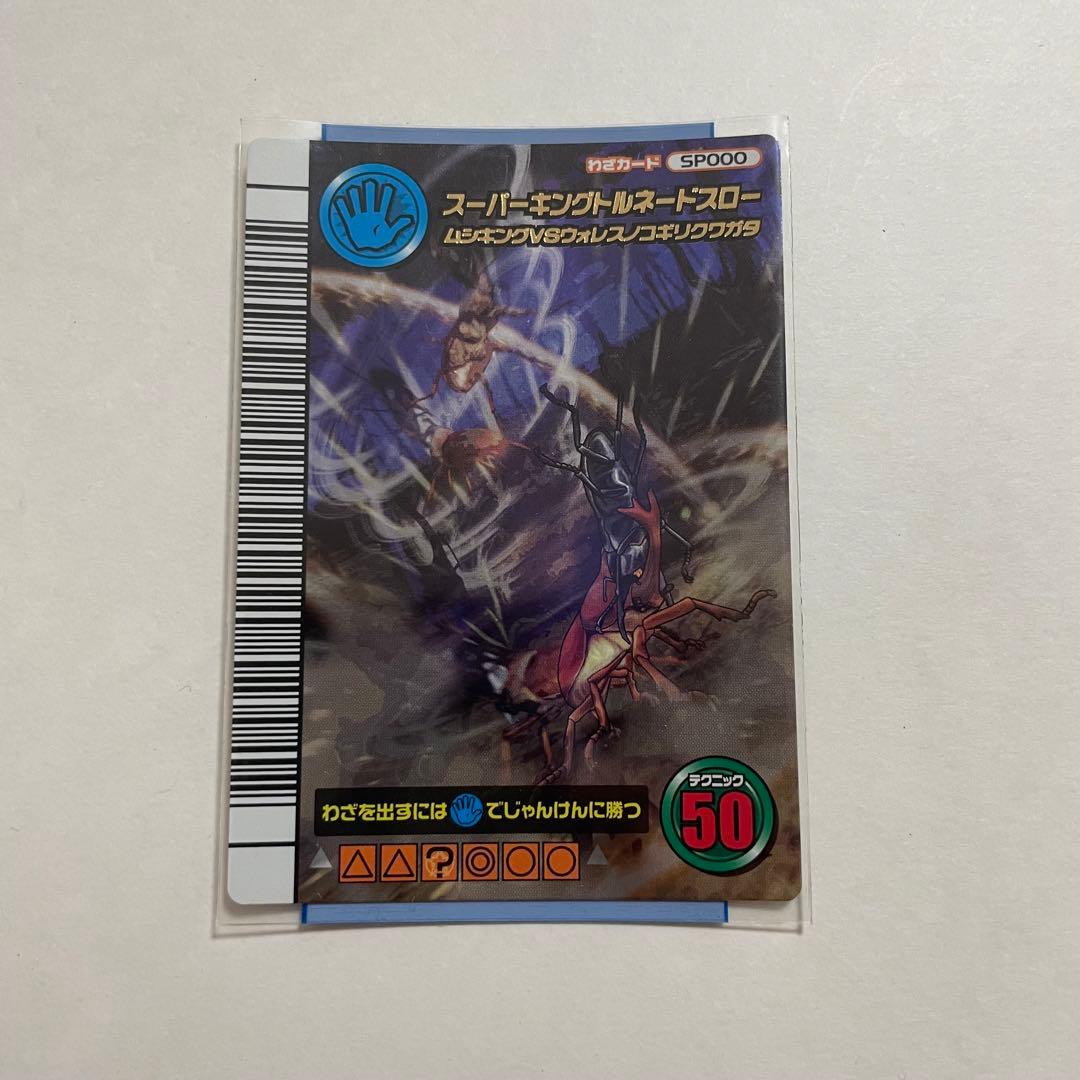 わざカード SP000
スーパーキングトルネードスロー
ムシキングVSウォレスノコギリクワガタ
わざを出すにはでじゃんけんに勝つ
テクニック
50
?